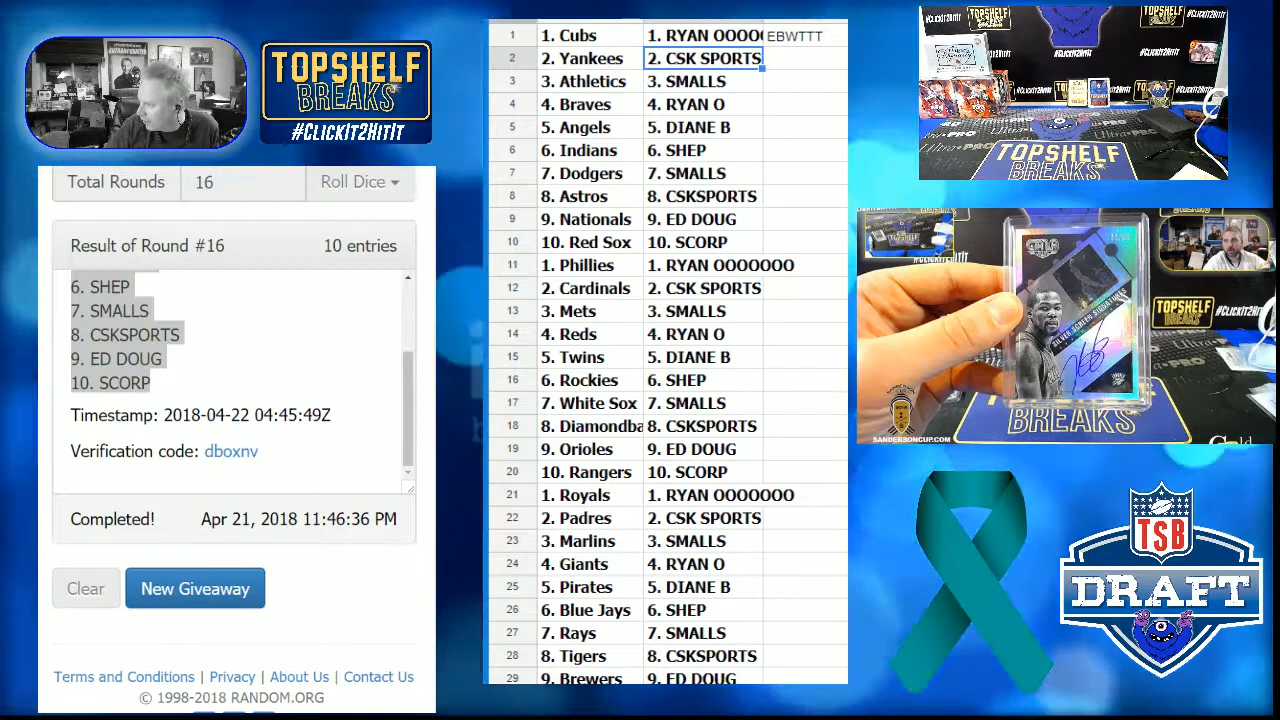 TOPSHELF
BREAKS
#CLICKIT2HITIT
Total Rounds 16 Roll Dice
Result of Round #16 10 entries
6. SHEP
7. SMALLS
8. CSKSPORTS
9. ED DOUG
10. SCORP
Timestamp: 2018-04-22 04:45:49Z
Verification code: dboxnv
Completed! Apr 21, 2018 11:46:36 PM
Clear New Giveaway
Terms and Conditions | Privacy | About Us | Contact Us
© 1998-2018 RANDOM.ORG
1 1. Cubs 1. RYAN OOOO EBWTTT
2 2. Yankees 2. CSK SPORTS
3 3. Athletics 3. SMALLS
4 4. Braves 4. RYAN O
5 5. Angels 5. DIANE B
6 6. Indians 6. SHEP
7 7. Dodgers 7. SMALLS
8 8. Astros 8. CSKSPORTS
9 9. Nationals 9. ED DOUG
10 10. Red Sox 10. SCORP
11 1. Phillies 1. RYAN OOOOOOO
12 2. Cardinals 2. CSK SPORTS
13 3. Mets 3. SMALLS
14 4. Reds 4. RYAN O
15 5. Twins 5. DIANE B
16 6. Rockies 6. SHEP
17 7. White Sox 7. SMALLS
18 8. Diamondba 8. CSKSPORTS
19 9. Orioles 9. ED DOUG
20 10. Rangers 10. SCORP
21 1. Royals 1. RYAN OOOOOOO
22 2. Padres 2. CSK SPORTS
23 3. Marlins 3. SMALLS
24 4. Giants 4. RYAN O
25 5. Pirates 5. DIANE B
26 6. Blue Jays 6. SHEP
27 7. Rays 7. SMALLS
28 8. Tigers 8. CSKSPORTS
29 9. Brewers 9. ED DOUG
TOPSHELF
BREAKS
SILVER SCREEN SIGNATURES
TOPSHELF
BREAKS
BREAKS
SANDERSONCUP.COM
TSB
DRAFT